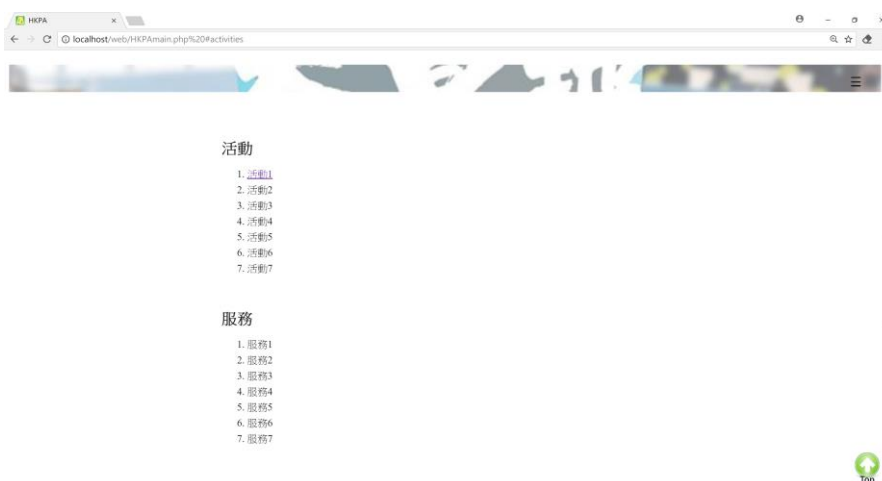 HKPA
localhost/web/HKPAmain.php%20#activities
活動
1. 活動1
2. 活動2
3. 活動3
4. 活動4
5. 活動5
6. 活動6
7. 活動7
服務
1. 服務1
2. 服務2
3. 服務3
4. 服務4
5. 服務5
6. 服務6
7. 服務7
Top